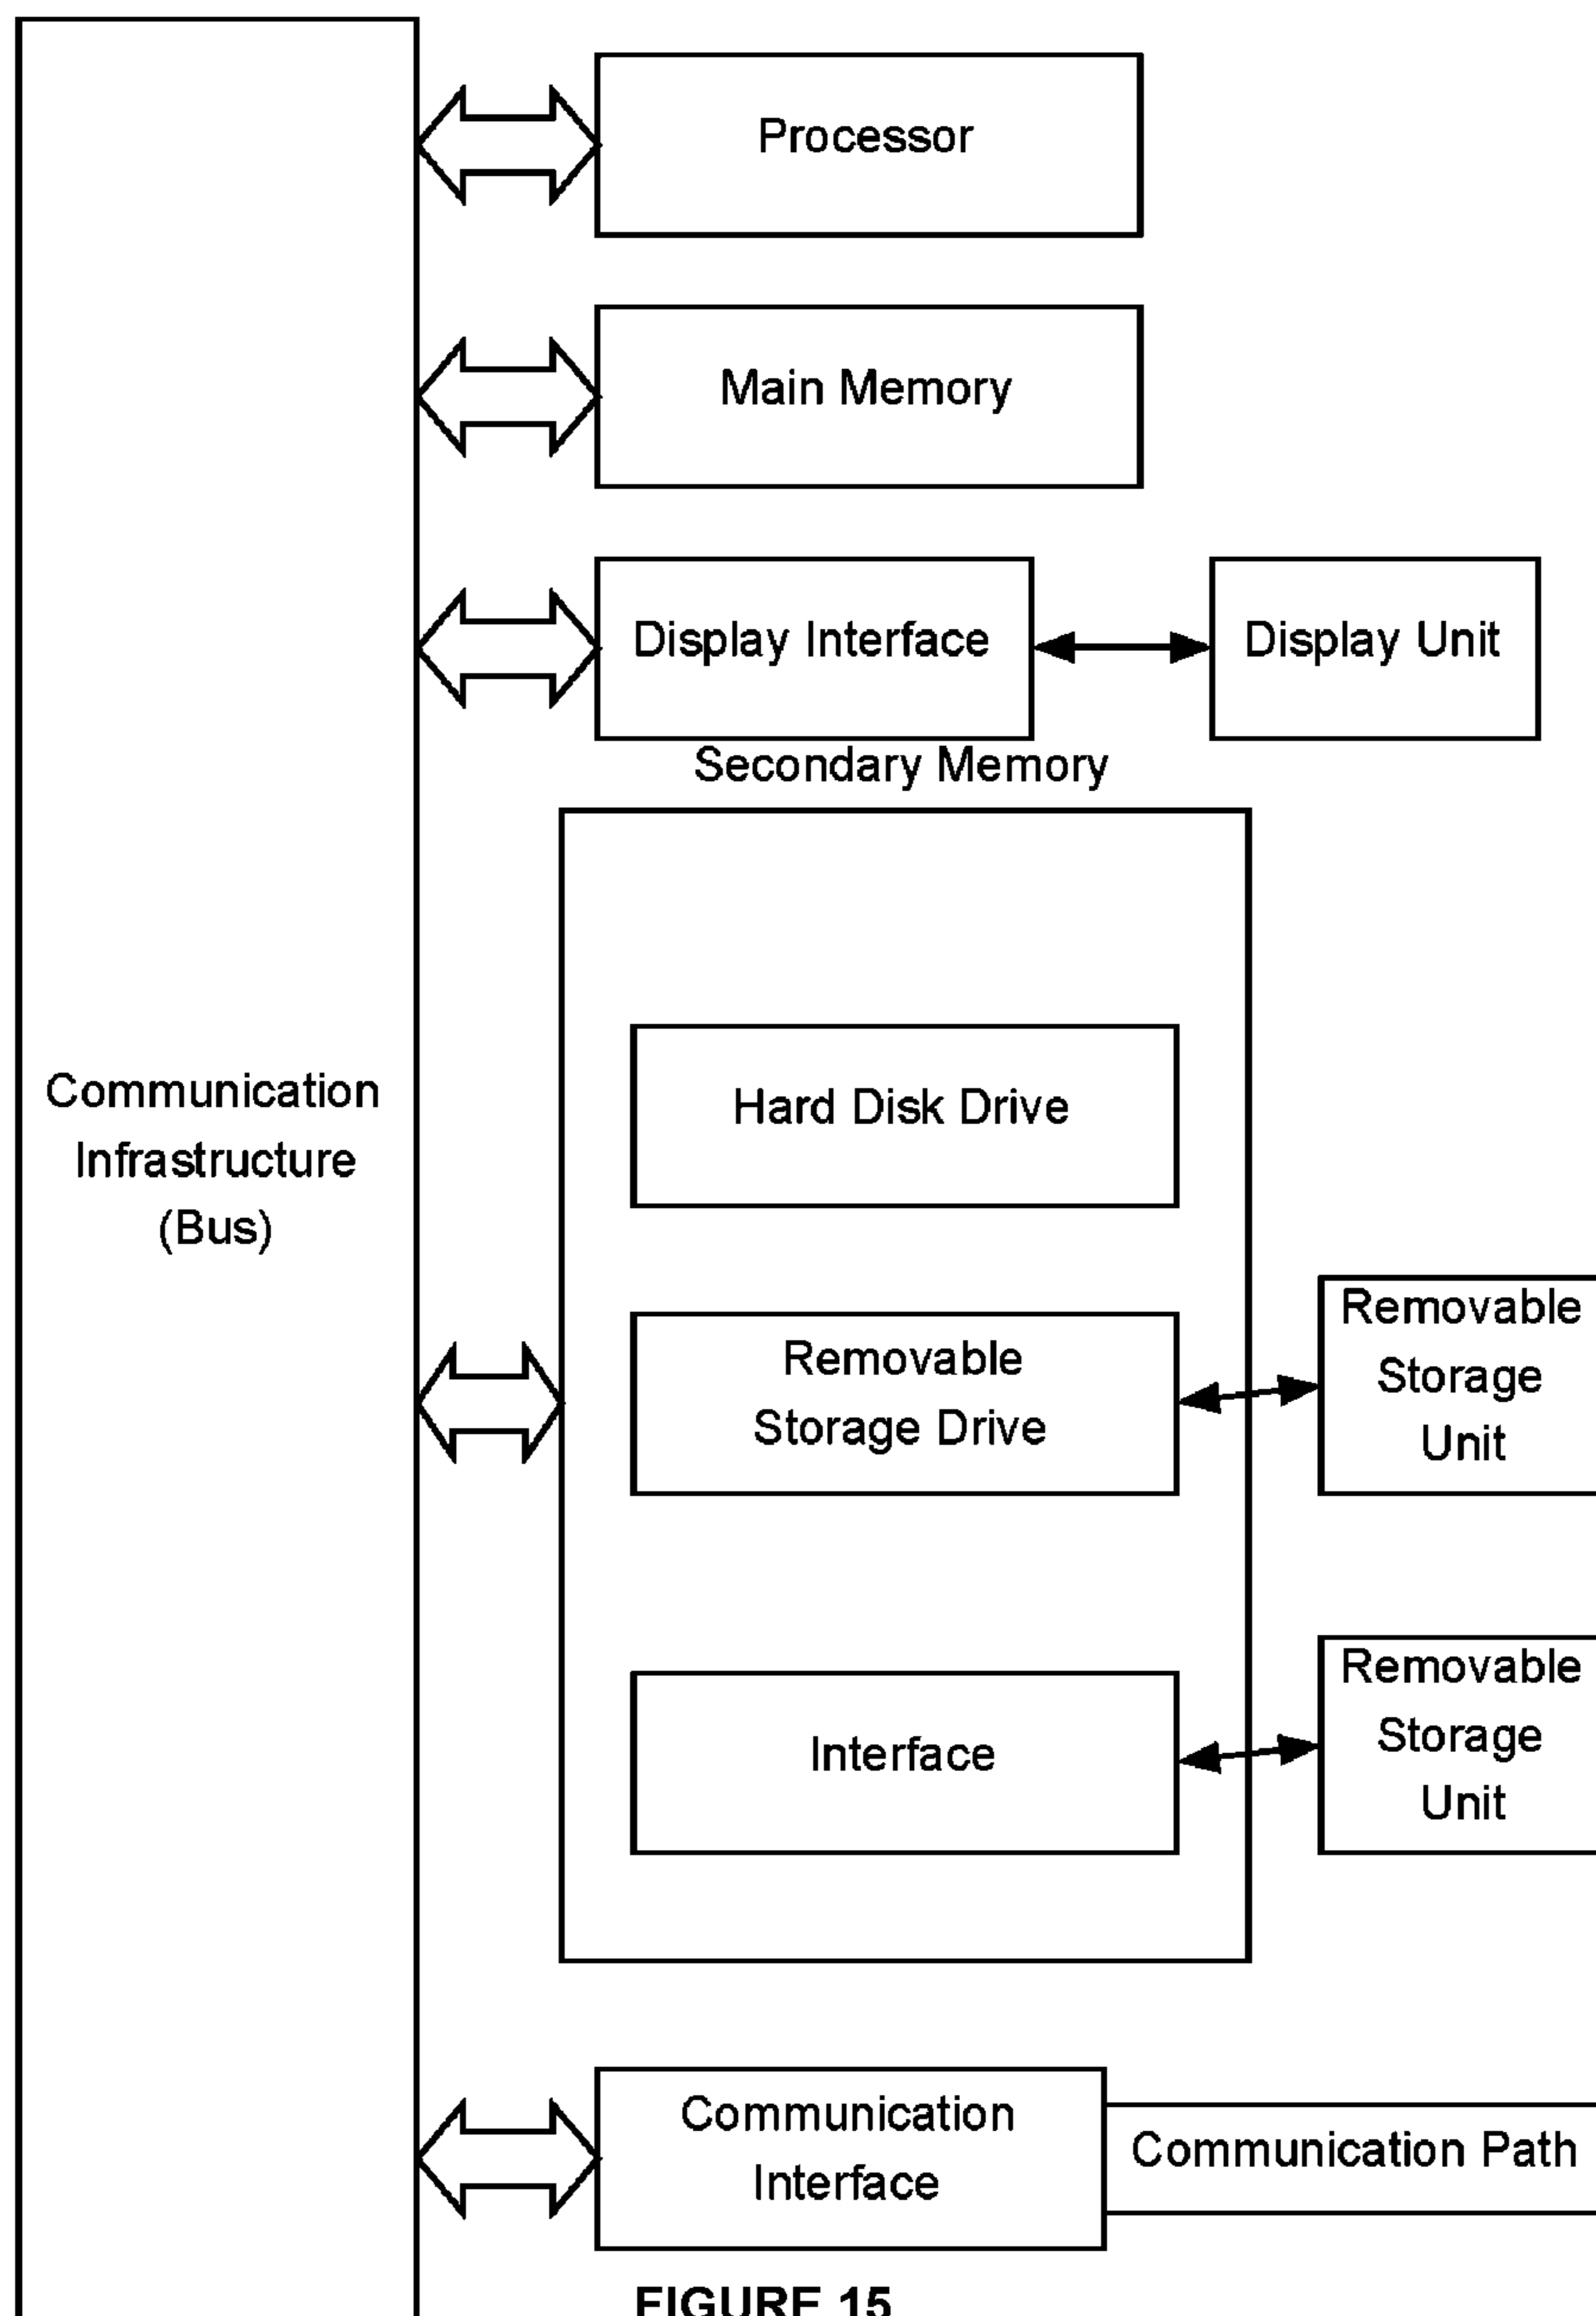 Processor
Main Memory
Display Interface
Display Unit
Secondary Memory
Hard Disk Drive
Communication
Infrastructure
(Bus)
Removable
Storage Drive
Removable
Storage
Unit
Interface
Removable
Storage
Unit
Communication
Interface
Communication Path
FIGURE 15